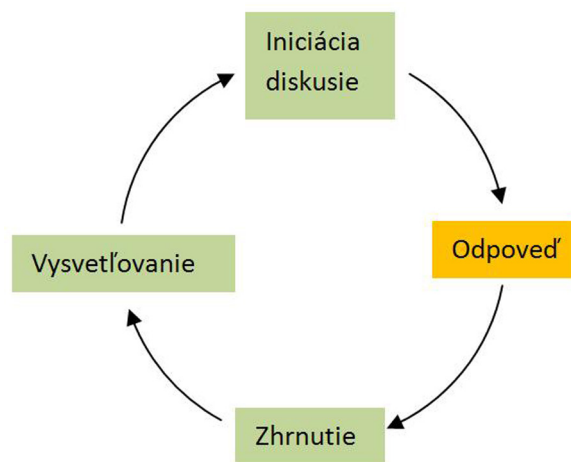 Iniciácia
diskusie
Odpoveď
Zhrnutie
Vysvetľovanie